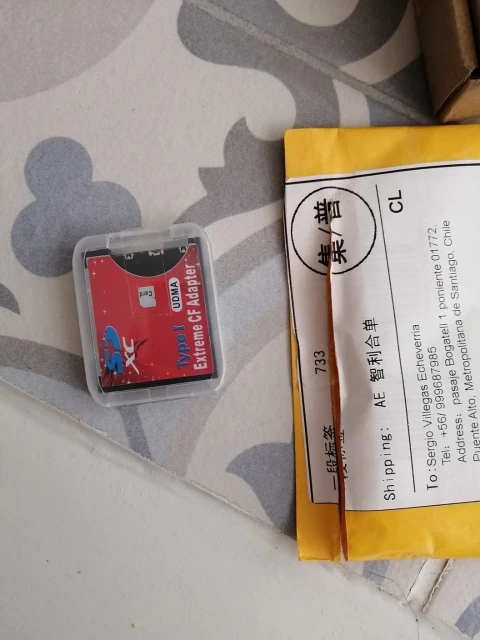 SD
XC
Card
Type I UDMA
Extreme CF Adapter
集/普
CL
733
一段标签
Shipping: AE 智利合单
To:Sergio Villegas Echeverria
Tel: +56/ 999687985
Address: pasaje Bogatell 1 poniente 01772,
Puente Alto, Metropolitana de Santiago, Chile